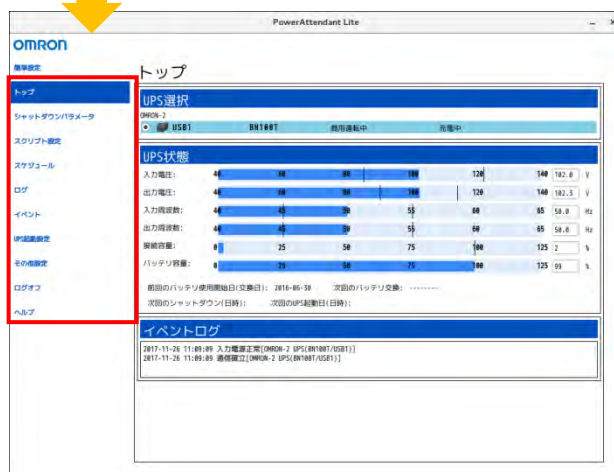 PowerAttendant Lite
OMRON
簡単設定
トップ
シャットダウンパラメータ
スクリプト設定
スケジュール
ログ
イベント
UPS起動設定
その他設定
ログオフ
ヘルプ
トップ
UPS選択
OMRON-2
USB1 BN100T 商用運転中 充電中
UPS状態
入力電圧: 40 60 80 100 120 140 102.0 V
出力電圧: 40 60 80 100 120 140 102.5 V
入力周波数: 40 45 50 55 60 65 50.0 Hz
出力周波数: 40 45 50 55 60 65 50.0 Hz
接続容量: 0 25 50 75 100 125 2 %
バッテリ容量: 0 25 50 75 100 125 99 %
前回のバッテリ使用開始日(交換日): 2016-06-30 次回のバッテリ交換: --------
次回のシャットダウン(日時): 次回のUPS起動日(日時):
イベントログ
2017-11-26 11:09:09 入力電源正常[OMRON-2 UPS(BN100T/USB1)]
2017-11-26 11:09:09 通信確立[OMRON-2 UPS(BN100T/USB1)]